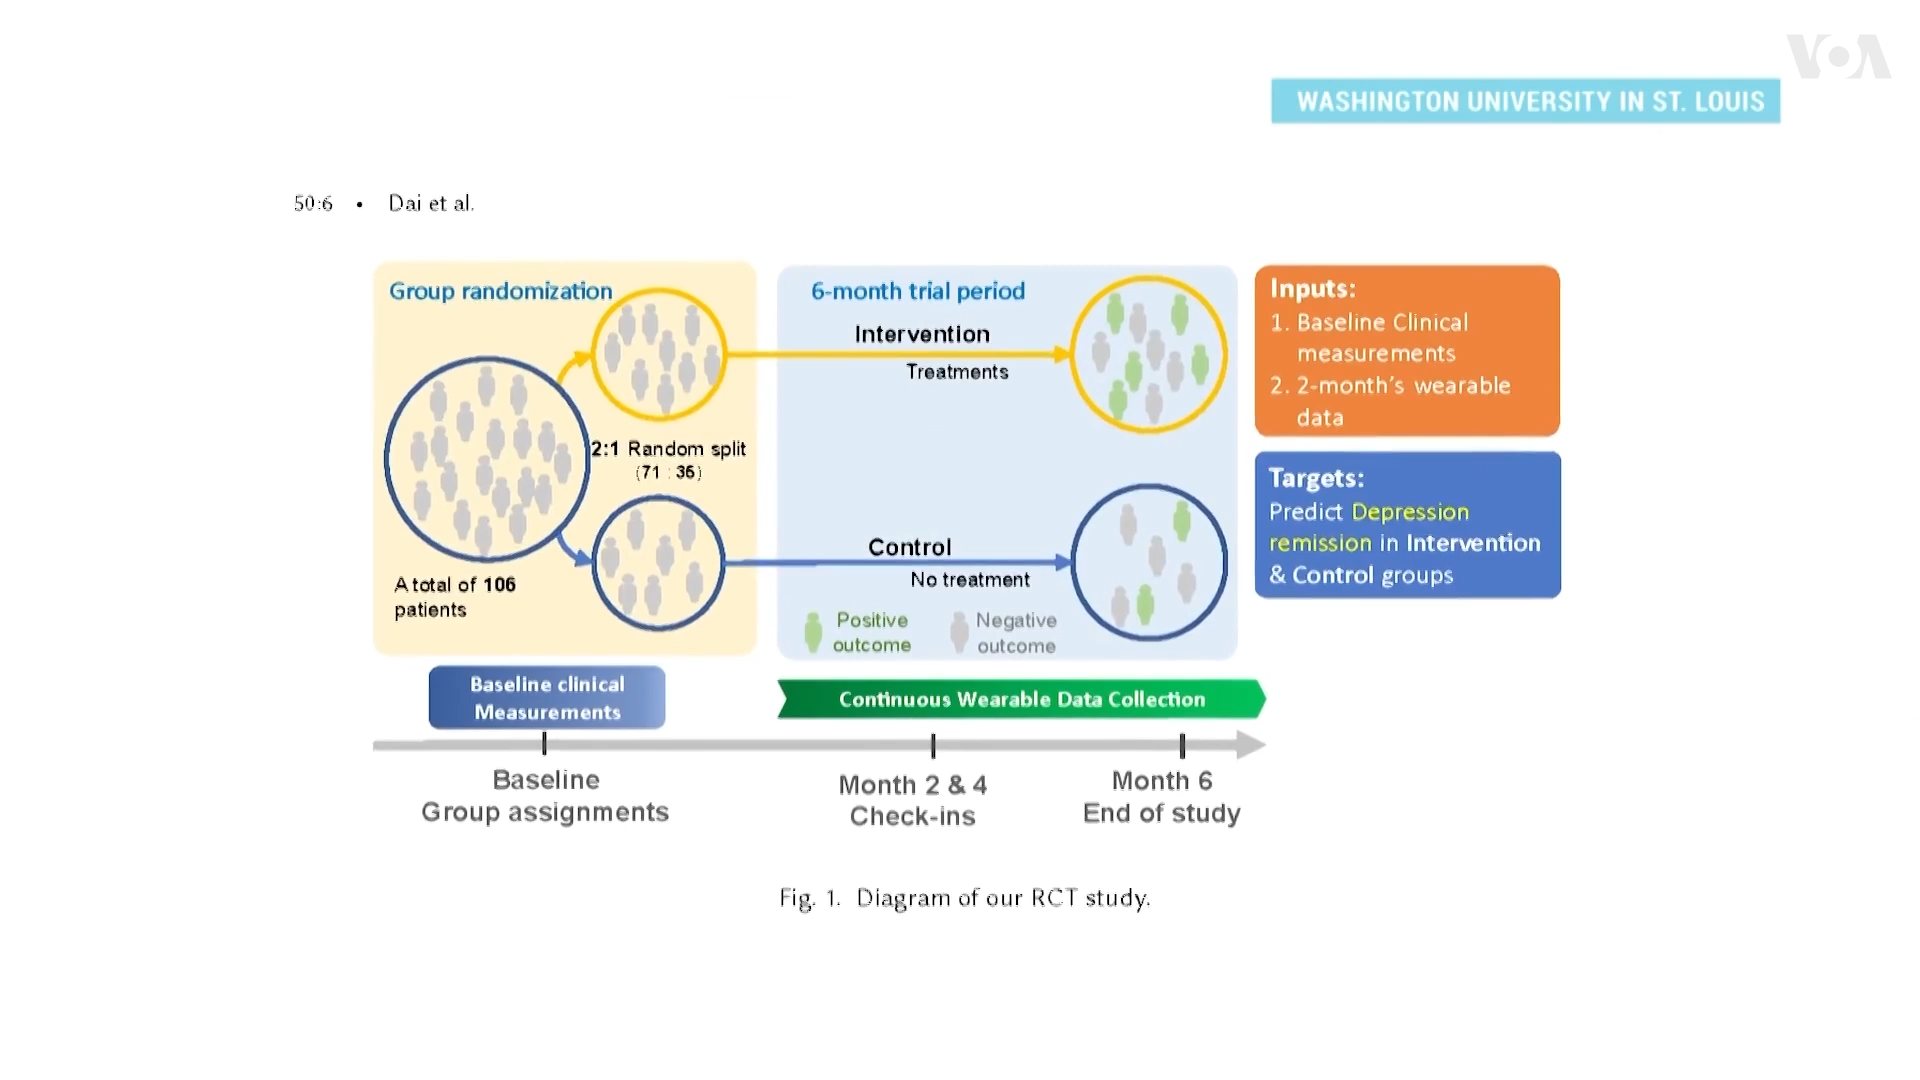 VOA
WASHINGTON UNIVERSITY IN ST. LOUIS
50:6 • Dai et al.
Group randomization
2:1 Random split
(71 : 36)
A total of 106
patients
6-month trial period
Intervention
Treatments
Control
No treatment
Positive
outcome
Negative
outcome
Inputs:
1. Baseline Clinical
measurements
2. 2-month's wearable
data
Targets:
Predict Depression
remission in Intervention
& Control groups
Baseline clinical
Measurements
Continuous Wearable Data Collection
Baseline
Group assignments
Month 2 & 4
Check-ins
Month 6
End of study
Fig. 1. Diagram of our RCT study.